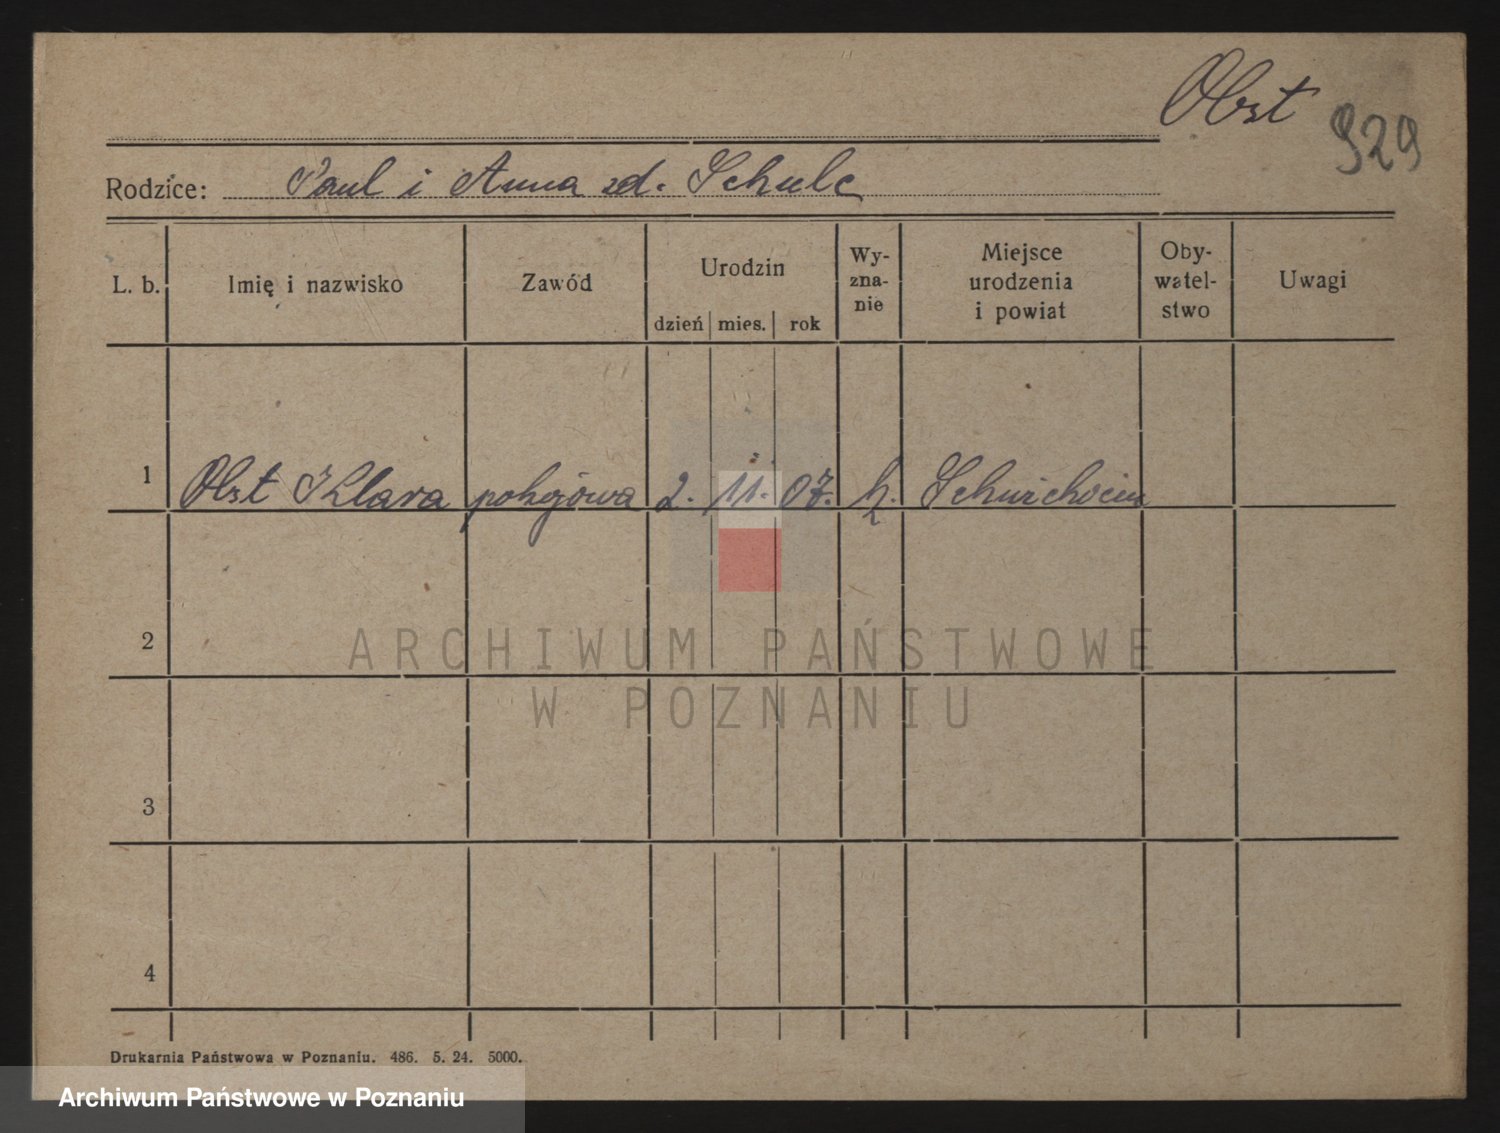 Obst
929
Rodzice: Paul i Anna zd. Schulc
L. b. Imię i nazwisko Zawód Urodzin dzień mies. rok Wy-zna-nie Miejsce urodzenia i powiat Oby-watel-stwo Uwagi
1 Obst Klara pokojówa 2. 11. 07. k.
2
3
4
ARCHIWUM PAŃSTWOWE
W POZNANIU
Drukarnia Państwowa w Poznaniu. 486. 5. 24. 5000.
Archiwum Państwowe w Poznaniu